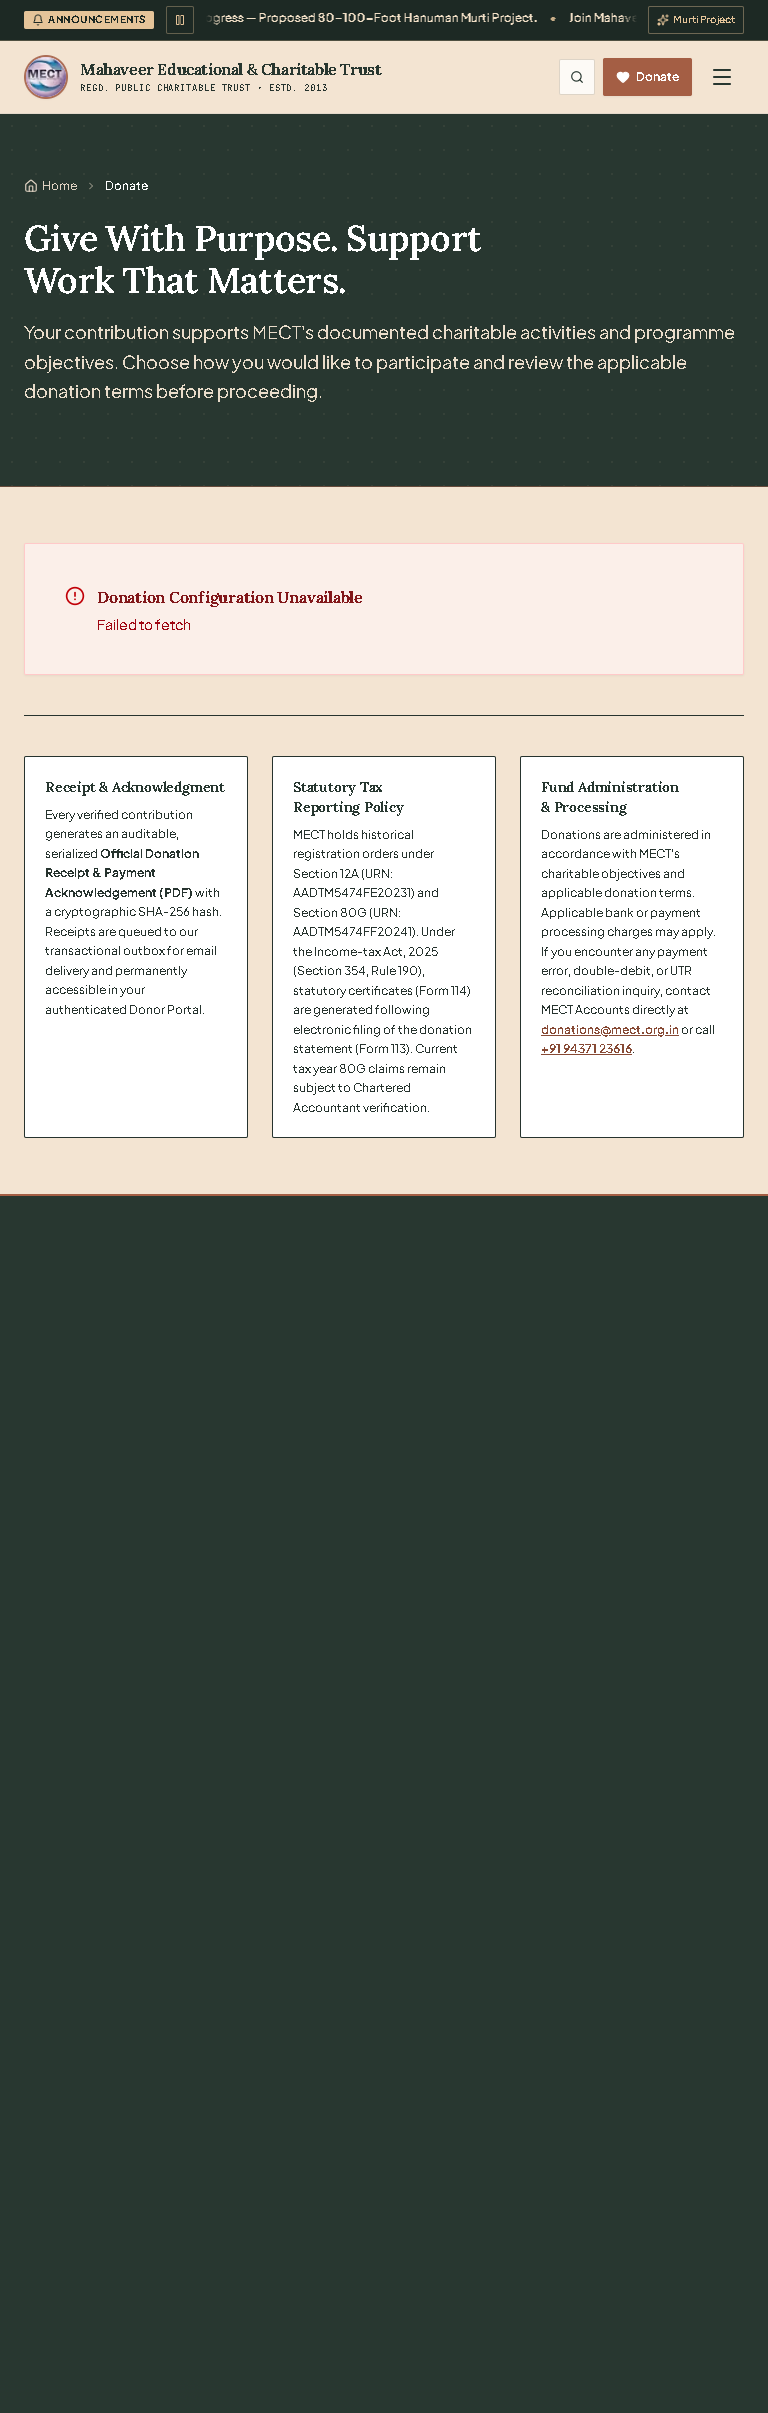 ANNOUNCEMENTS
ogress — Proposed 80–100-Foot Hanuman Murti Project. • Join Mahave
Murti Project
MECT
Mahaveer Educational & Charitable Trust
REGD. PUBLIC CHARITABLE TRUST • ESTD. 2013
Donate
Home > Donate
Give With Purpose. Support
Work That Matters.
Your contribution supports MECT's documented charitable activities and programme
objectives. Choose how you would like to participate and review the applicable
donation terms before proceeding.
Donation Configuration Unavailable
Failed to fetch
Receipt & Acknowledgment
Every verified contribution
generates an auditable,
serialized Official Donation
Receipt & Payment
Acknowledgement (PDF) with
a cryptographic SHA-256 hash.
Receipts are queued to our
transactional outbox for email
delivery and permanently
accessible in your
authenticated Donor Portal.
Statutory Tax
Reporting Policy
MECT holds historical
registration orders under
Section 12A (URN:
AADTM5474FE20231) and
Section 80G (URN:
AADTM5474FF20241). Under
the Income-tax Act, 2025
(Section 354, Rule 190),
statutory certificates (Form 114)
are generated following
electronic filing of the donation
statement (Form 113). Current
tax year 80G claims remain
subject to Chartered
Accountant verification.
Fund Administration
& Processing
Donations are administered in
accordance with MECT's
charitable objectives and
applicable donation terms.
Applicable bank or payment
processing charges may apply.
If you encounter any payment
error, double-debit, or UTR
reconciliation inquiry, contact
MECT Accounts directly at
donations@mect.org.in or call
+91 94371 23616.